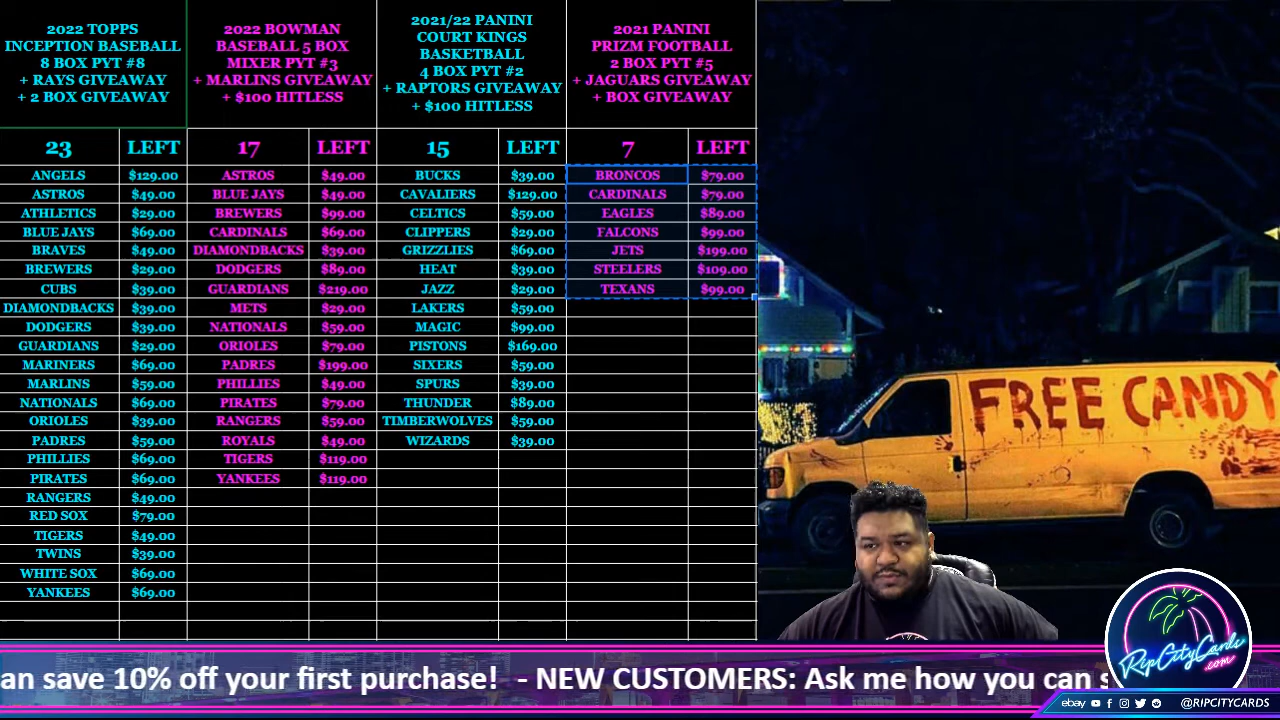 2022 TOPPS
INCEPTION BASEBALL
8 BOX PYT #8
+ RAYS GIVEAWAY
+ 2 BOX GIVEAWAY
23 LEFT
ANGELS $129.00
ASTROS $49.00
ATHLETICS $29.00
BLUE JAYS $69.00
BRAVES $49.00
BREWERS $29.00
CUBS $39.00
DIAMONDBACKS $39.00
DODGERS $39.00
GUARDIANS $29.00
MARINERS $69.00
MARLINS $59.00
NATIONALS $69.00
ORIOLES $39.00
PADRES $59.00
PHILLIES $69.00
PIRATES $69.00
RANGERS $49.00
RED SOX $79.00
TIGERS $49.00
TWINS $39.00
WHITE SOX $69.00
YANKEES $69.00
2022 BOWMAN
BASEBALL 5 BOX
MIXER PYT #3
+ MARLINS GIVEAWAY
+ $100 HITLESS
17 LEFT
ASTROS $49.00
BLUE JAYS $49.00
BREWERS $99.00
CARDINALS $69.00
DIAMONDBACKS $39.00
DODGERS $89.00
GUARDIANS $219.00
METS $29.00
NATIONALS $59.00
ORIOLES $79.00
PADRES $199.00
PHILLIES $49.00
PIRATES $79.00
RANGERS $59.00
ROYALS $49.00
TIGERS $119.00
YANKEES $119.00
2021/22 PANINI
COURT KINGS
BASKETBALL
4 BOX PYT #2
+ RAPTORS GIVEAWAY
+ $100 HITLESS
15 LEFT
BUCKS $39.00
CAVALIERS $129.00
CELTICS $59.00
CLIPPERS $29.00
GRIZZLIES $69.00
HEAT $39.00
JAZZ $29.00
LAKERS $59.00
MAGIC $99.00
PISTONS $169.00
SIXERS $59.00
SPURS $39.00
THUNDER $89.00
TIMBERWOLVES $59.00
WIZARDS $39.00
2021 PANINI
PRIZM FOOTBALL
2 BOX PYT #5
+ JAGUARS GIVEAWAY
+ BOX GIVEAWAY
7 LEFT
BRONCOS $79.00
CARDINALS $79.00
EAGLES $89.00
FALCONS $99.00
JETS $199.00
STEELERS $109.00
TEXANS $99.00
FREE CANDY
RipCityCards
.com
an save 10% off your first purchase! - NEW CUSTOMERS: Ask me how you can s
ebay @RIPCITYCARDS